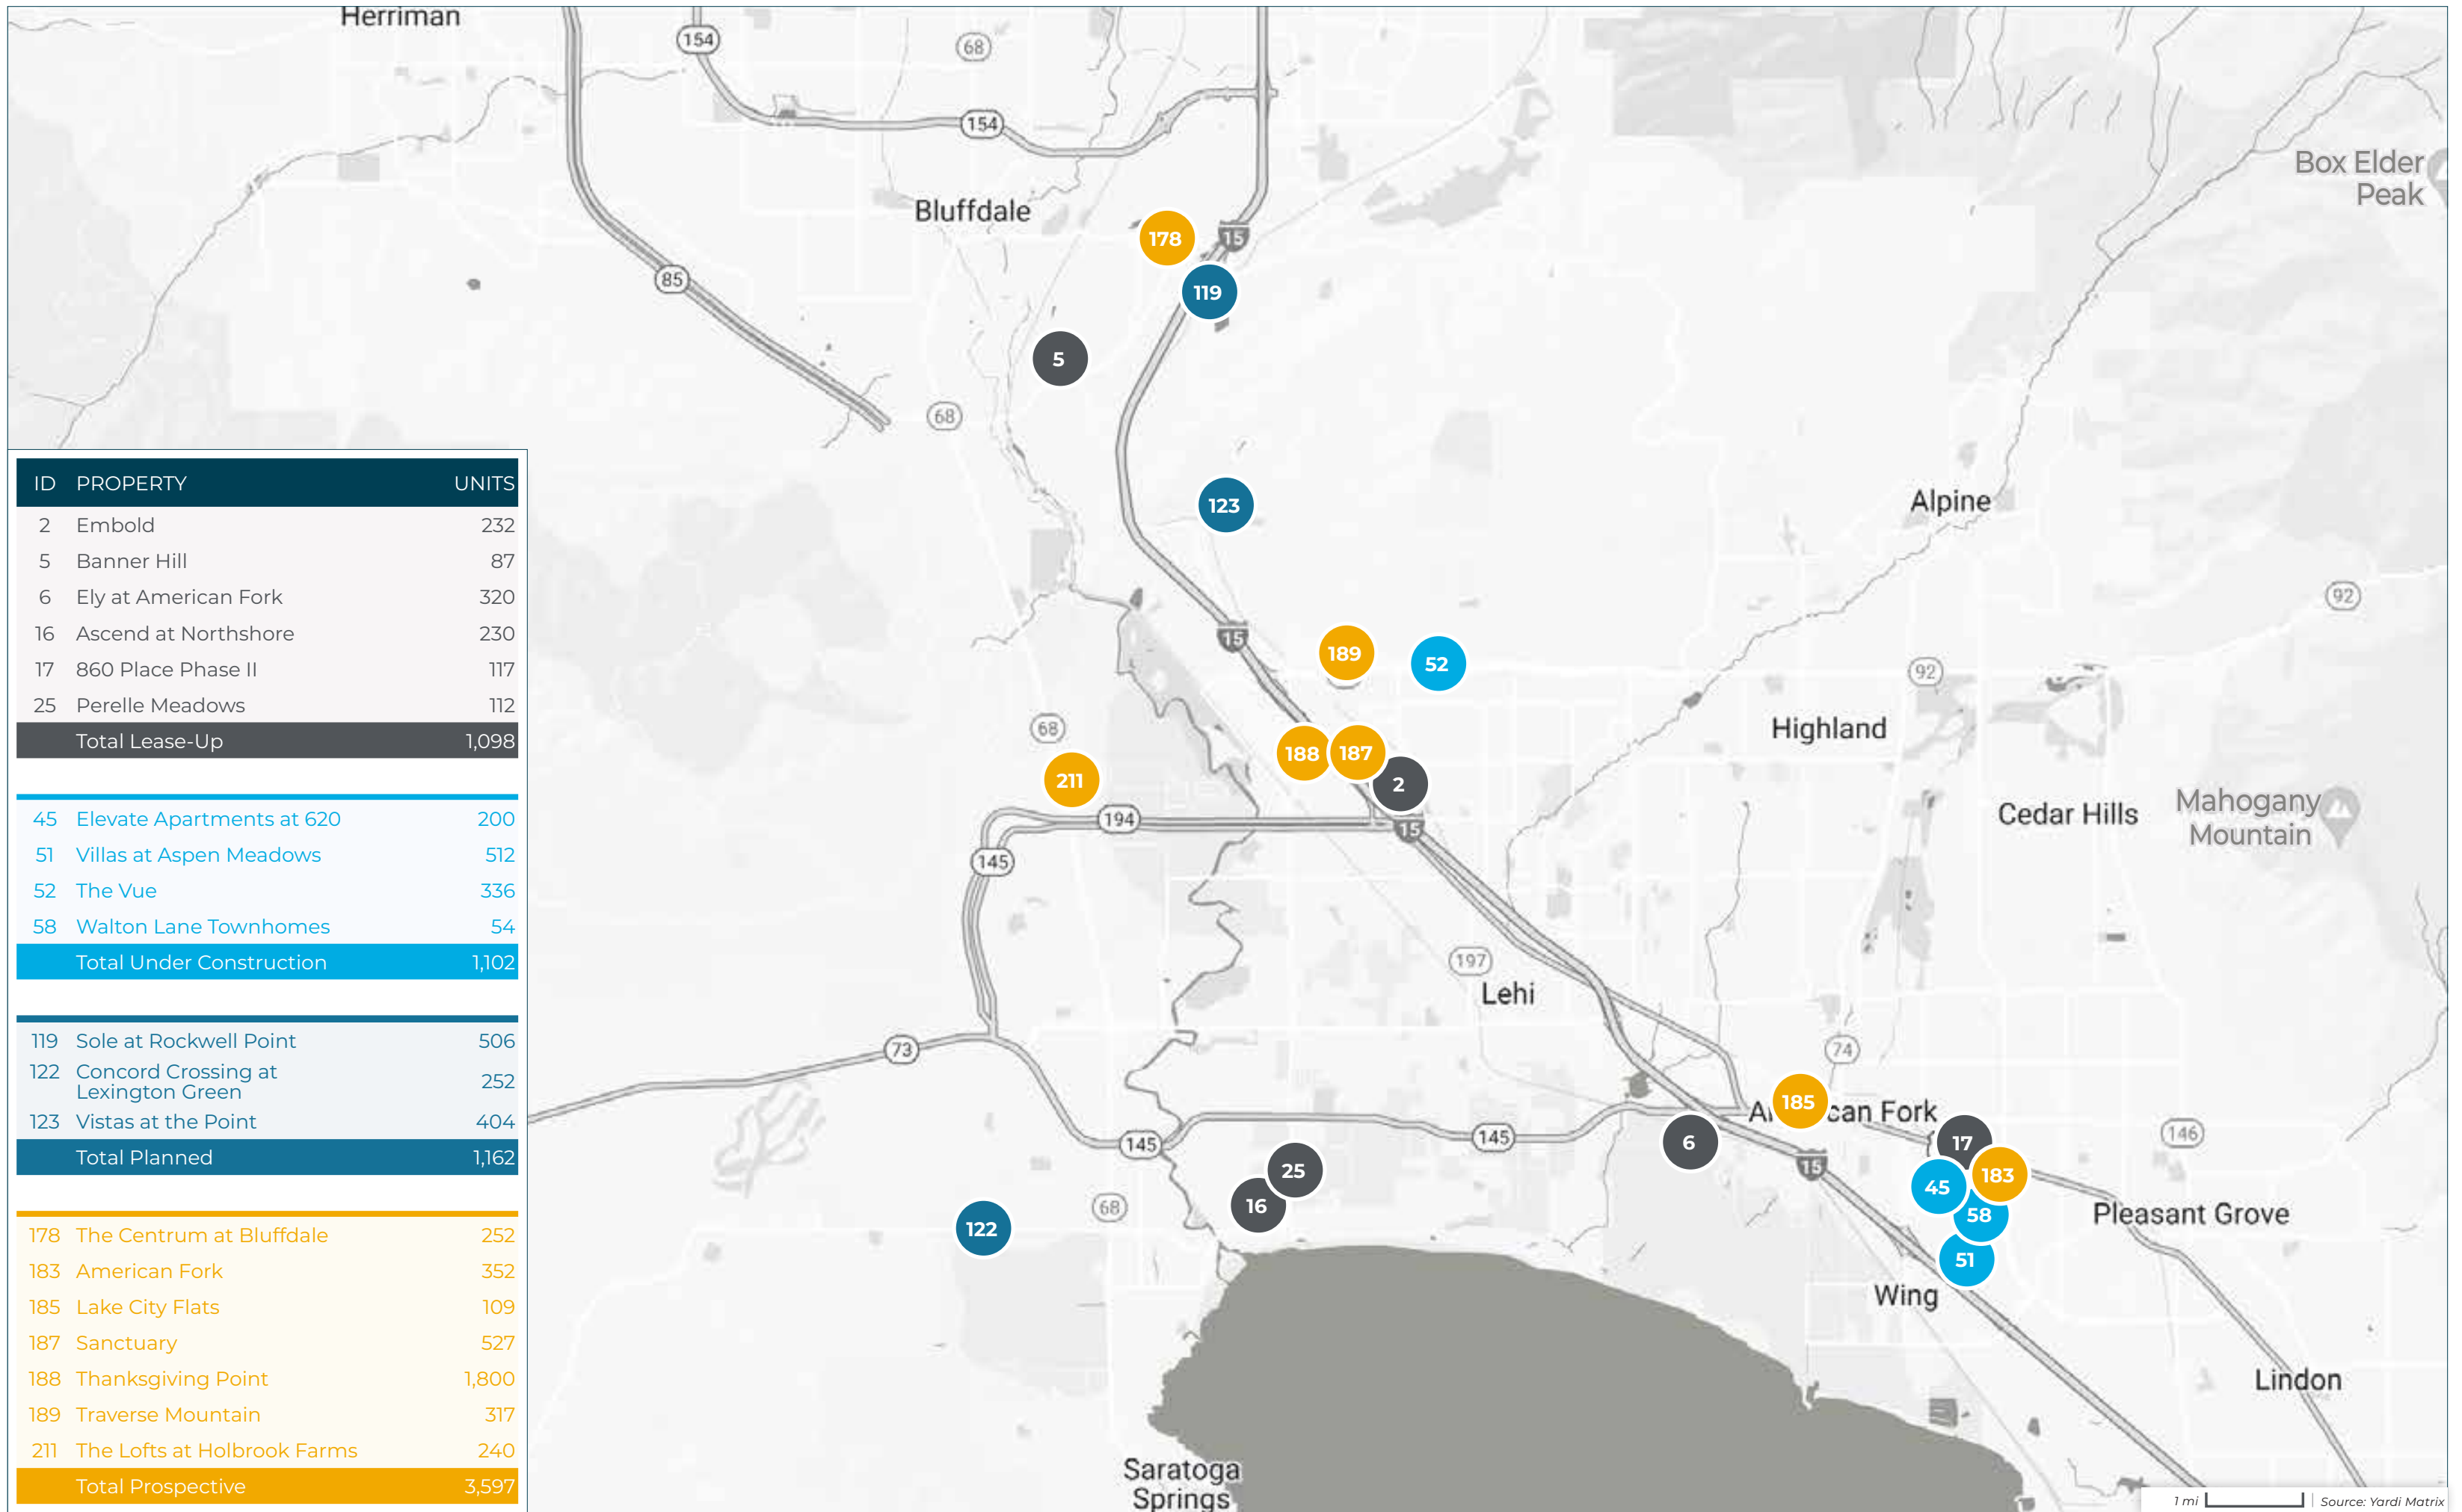 Herriman
154
68
154
Box Elder
Peak
Bluffdale
178
15
119
85
5
68
123
Alpine
92
15
189
52
92
68
Highland
188
187
2
211
194
15
Cedar Hills
Mahogany
Mountain
145
197
Lehi
73
74
185
A
can Fork
145
145
6
17
146
25
15
183
45
16
68
58
Pleasant Grove
122
51
Wing
Lindon
Saratoga
Springs
1 mi | Source: Yardi Matrix
ID PROPERTY UNITS
2 Embold 232
5 Banner Hill 87
6 Ely at American Fork 320
16 Ascend at Northshore 230
17 860 Place Phase II 117
25 Perelle Meadows 112
Total Lease-Up 1,098
45 Elevate Apartments at 620 200
51 Villas at Aspen Meadows 512
52 The Vue 336
58 Walton Lane Townhomes 54
Total Under Construction 1,102
119 Sole at Rockwell Point 506
122 Concord Crossing at
Lexington Green 252
123 Vistas at the Point 404
Total Planned 1,162
178 The Centrum at Bluffdale 252
183 American Fork 352
185 Lake City Flats 109
187 Sanctuary 527
188 Thanksgiving Point 1,800
189 Traverse Mountain 317
211 The Lofts at Holbrook Farms 240
Total Prospective 3,597